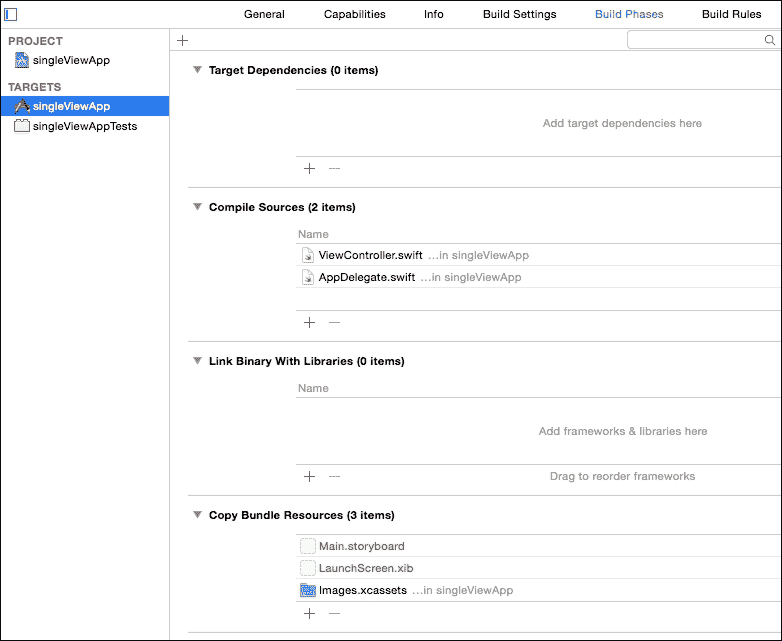 General Capabilities Info Build Settings Build Phases Build Rules
PROJECT
singleViewApp
TARGETS
singleViewApp
singleViewAppTests
Target Dependencies (0 items)
Add target dependencies here
Compile Sources (2 items)
Name
ViewController.swift ...in singleViewApp
AppDelegate.swift ...in singleViewApp
Link Binary With Libraries (0 items)
Name
Add frameworks & libraries here
Drag to reorder frameworks
Copy Bundle Resources (3 items)
Main.storyboard
LaunchScreen.xib
Images.xcassets ...in singleViewApp